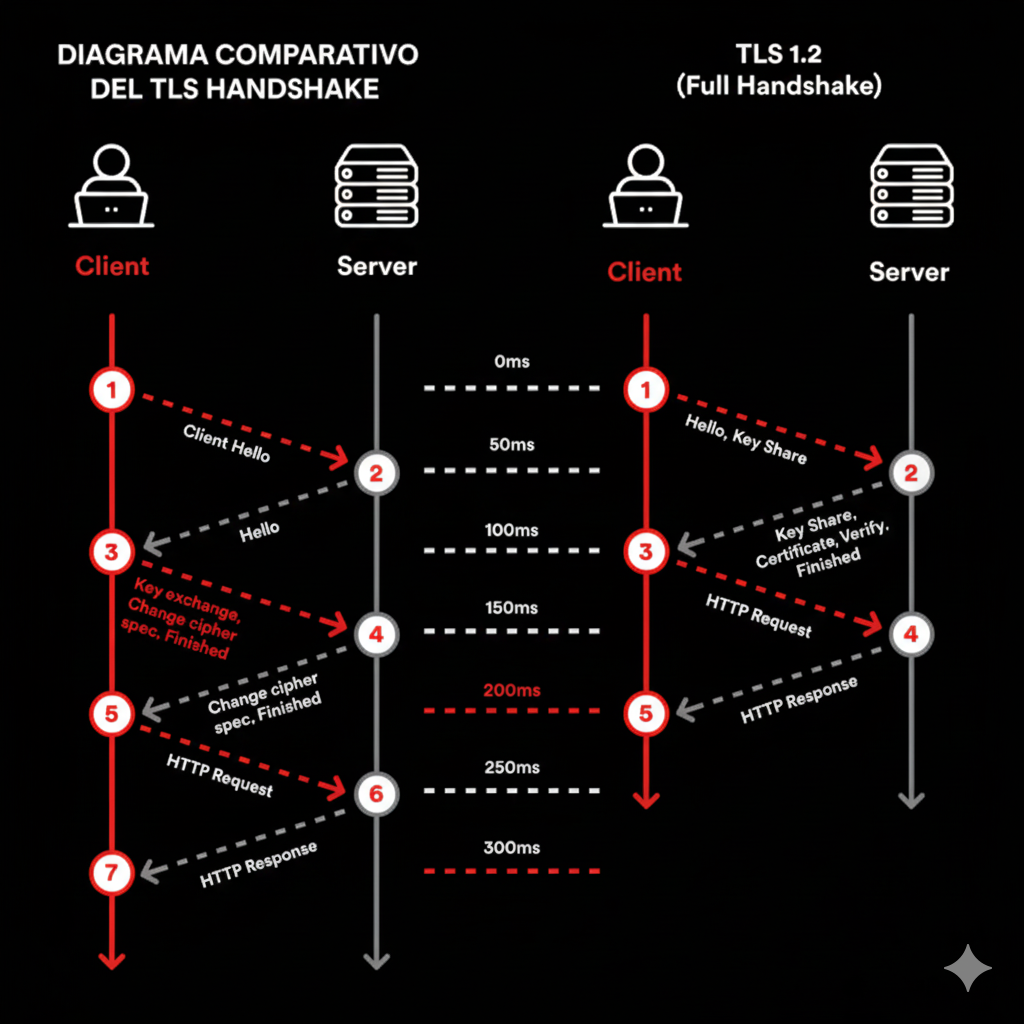 DIAGRAMA COMPARATIVO
DEL TLS HANDSHAKE
TLS 1.2
(Full Handshake)
Client
Server
Client
Server
1
Client Hello
2
Hello
3
Key exchange,
Change cipher
spec, Finished
4
Change cipher
spec, Finished
5
HTTP Request
6
HTTP Response
7
0ms
50ms
100ms
150ms
200ms
250ms
300ms
1
Hello, Key Share
2
Key Share,
Certificate, Verify,
Finished
3
HTTP Request
4
HTTP Response
5